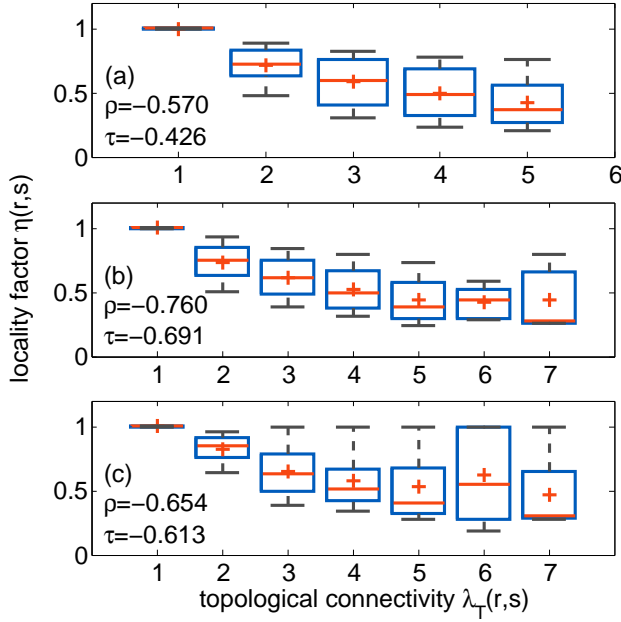 1
(a)
0.5
ρ=−0.570
τ=−0.426
0
1 2 3 4 5 6
locality factor η(r,s)
1
(b)
0.5
ρ=−0.760
τ=−0.691
0
1 2 3 4 5 6 7
1
(c)
0.5
ρ=−0.654
τ=−0.613
0
1 2 3 4 5 6 7
topological connectivity λ_T(r,s)